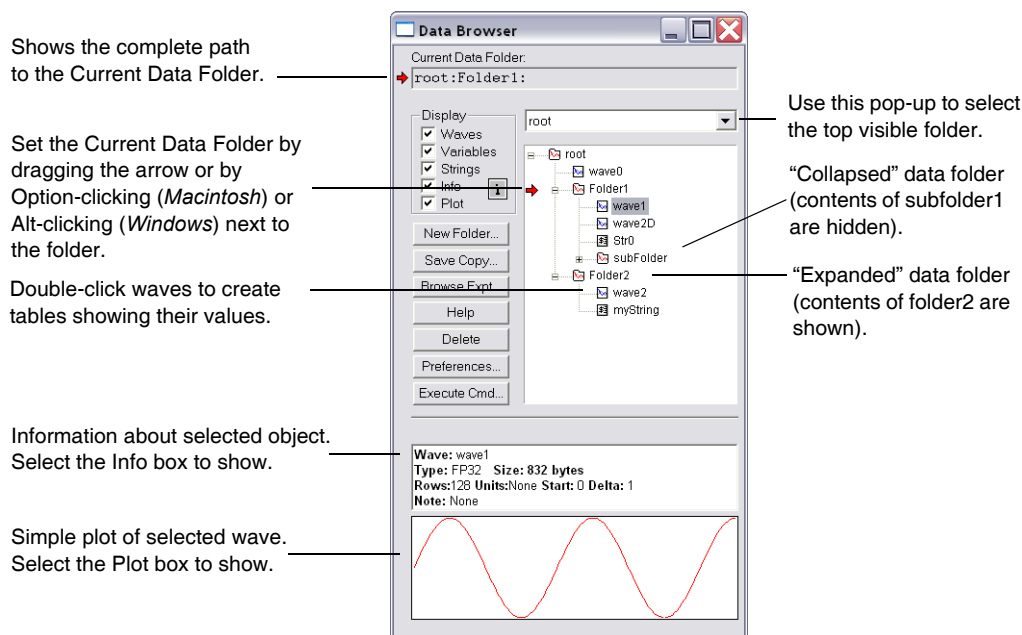 Data Browser
Shows the complete path
to the Current Data Folder.
Current Data Folder:
root:Folder1:
Display
Waves
Variables
Strings
Info
i
Plot
root
Use this pop-up to select
the top visible folder.
Set the Current Data Folder by
dragging the arrow or by
Option-clicking (Macintosh) or
Alt-clicking (Windows) next to
the folder.
root
wave0
Folder1
wave1
wave2D
Str0
subFolder
Folder2
wave2
myString
“Collapsed” data folder
(contents of subfolder1
are hidden).
“Expanded” data folder
(contents of folder2 are
shown).
New Folder...
Save Copy...
Browse Expt
Help
Delete
Preferences...
Execute Cmd...
Double-click waves to create
tables showing their values.
Information about selected object.
Select the Info box to show.
Wave: wave1
Type: FP32 Size: 832 bytes
Rows:128 Units:None Start: 0 Delta: 1
Note: None
Simple plot of selected wave.
Select the Plot box to show.